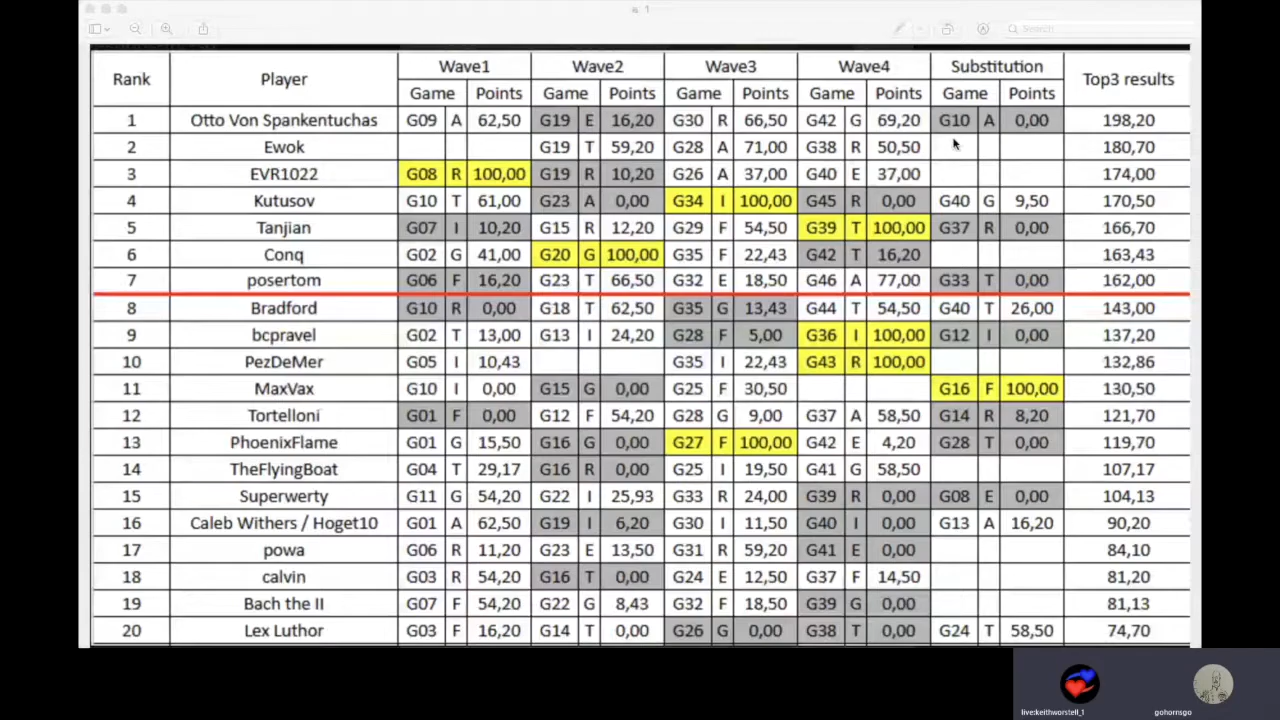 1
Search
Rank Player Wave1 Wave2 Wave3 Wave4 Substitution Top3 results
Game Points Game Points Game Points Game Points Game Points
1 Otto Von Spankentuchas G09 A 62,50 G19 E 16,20 G30 R 66,50 G42 G 69,20 G10 A 0,00 198,20
2 Ewok G19 T 59,20 G28 A 71,00 G38 R 50,50 180,70
3 EVR1022 G08 R 100,00 G19 R 10,20 G26 A 37,00 G40 E 37,00 174,00
4 Kutusov G10 T 61,00 G23 A 0,00 G34 I 100,00 G45 R 0,00 G40 G 9,50 170,50
5 Tanjian G07 I 10,20 G15 R 12,20 G29 F 54,50 G39 T 100,00 G37 R 0,00 166,70
6 Conq G02 G 41,00 G20 G 100,00 G35 F 22,43 G42 T 16,20 163,43
7 posertom G06 F 16,20 G23 T 66,50 G32 E 18,50 G46 A 77,00 G33 T 0,00 162,00
8 Bradford G10 R 0,00 G18 T 62,50 G35 G 13,43 G44 T 54,50 G40 T 26,00 143,00
9 bcpravel G02 T 13,00 G13 I 24,20 G28 F 5,00 G36 I 100,00 G12 I 0,00 137,20
10 PezDeMer G05 I 10,43 G35 I 22,43 G43 R 100,00 132,86
11 MaxVax G10 I 0,00 G15 G 0,00 G25 F 30,50 G16 F 100,00 130,50
12 Tortelloni G01 F 0,00 G12 F 54,20 G28 G 9,00 G37 A 58,50 G14 R 8,20 121,70
13 PhoenixFlame G01 G 15,50 G16 G 0,00 G27 F 100,00 G42 E 4,20 G28 T 0,00 119,70
14 TheFlyingBoat G04 T 29,17 G16 R 0,00 G25 I 19,50 G41 G 58,50 107,17
15 Superwerty G11 G 54,20 G22 I 25,93 G33 R 24,00 G39 R 0,00 G08 E 0,00 104,13
16 Caleb Withers / Hoget10 G01 A 62,50 G19 I 6,20 G30 I 11,50 G40 I 0,00 G13 A 16,20 90,20
17 powa G06 R 11,20 G23 E 13,50 G31 R 59,20 G41 E 0,00 84,10
18 calvin G03 R 54,20 G16 T 0,00 G24 E 12,50 G37 F 14,50 81,20
19 Bach the II G07 F 54,20 G22 G 8,43 G32 F 18,50 G39 G 0,00 81,13
20 Lex Luthor G03 F 16,20 G14 T 0,00 G26 G 0,00 G38 T 0,00 G24 T 58,50 74,70
live:keithworstell_1 gohornsgo